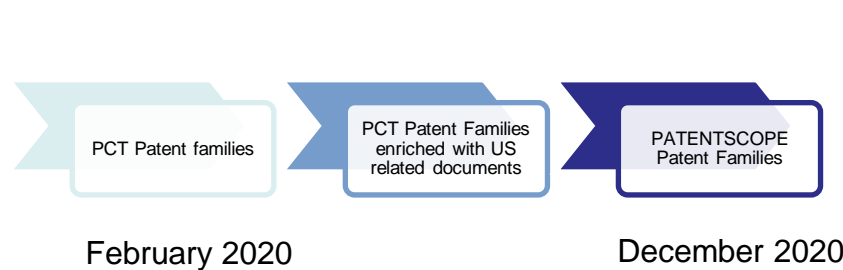 PCT Patent families
PCT Patent Families
enriched with US
related documents
PATENTSCOPE
Patent Families
February 2020
December 2020